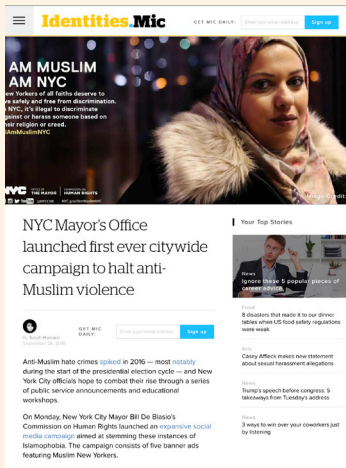 Identities.Mic
GET MIC DAILY:
Enter your email address
Sign up
AM MUSLIM
AM NYC
ew Yorkers of all faiths deserve to
ve safely and free from discrimination.
NYC, it's illegal to discriminate
gainst or harass someone based on
heir religion or creed.
IAmMuslimNYC
NYC
THE MAYOR
HUMAN RIGHTS
Image Credit:
NYC Mayor's Office
launched first ever citywide
campaign to halt anti-
Muslim violence
GET MIC
DAILY:
Enter your email address
Sign up
Anti-Muslim hate crimes spiked in 2016 — most notably
during the start of the presidential election cycle — and New
York City officials hope to combat their rise through a series
of public service announcements and educational
workshops.
On Monday, New York City Mayor Bill De Blasio's
Commission on Human Rights launched an expansive social
media campaign aimed at stemming these instances of
Islamophobia. The campaign consists of five banner ads
featuring Muslim New Yorkers.
Your Top Stories
News
Ignore these 5 popular pieces of
career advice
Food
8 disasters that made it to our dinner
tables when US food safety regulations
were weak
Arts
Casey Affleck makes new statement
about sexual harassment allegations
News
Trump's speech before congress: 5
takeaways from Tuesday's address
News
3 ways to win over your coworkers just
by listening